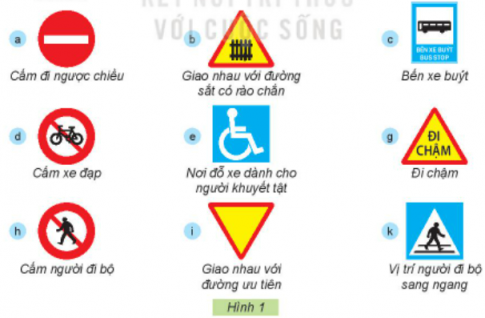 KẾT NỐI TRI THỨC
VỚI CUỘC SỐNG
a
b
c
BẾN XE BUÝT
BUS STOP
Cấm đi ngược chiều
Giao nhau với đường
sắt có rào chắn
Bến xe buýt
d
e
g
ĐI
CHẬM
Cấm xe đạp
Nơi đỗ xe dành cho
người khuyết tật
Đi chậm
h
i
k
Cấm người đi bộ
Giao nhau với
đường ưu tiên
Vị trí người đi bộ
sang ngang
Hình 1